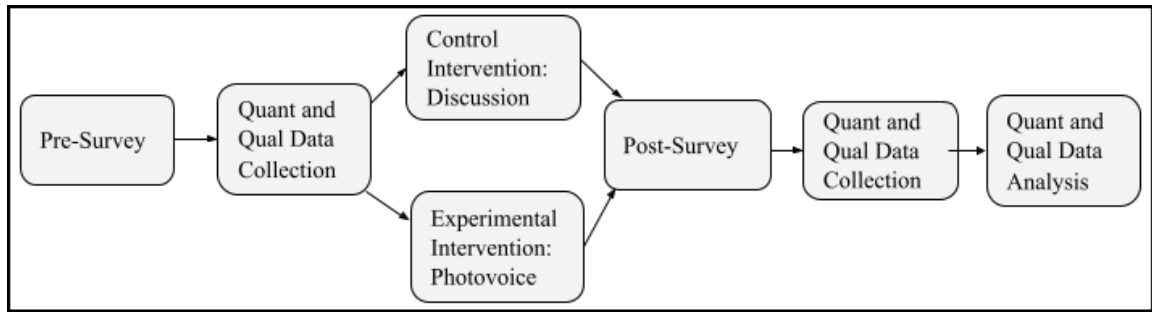 Pre-Survey
Quant and
Qual Data
Collection
Control
Intervention:
Discussion
Experimental
Intervention:
Photovoice
Post-Survey
Quant and
Qual Data
Collection
Quant and
Qual Data
Analysis